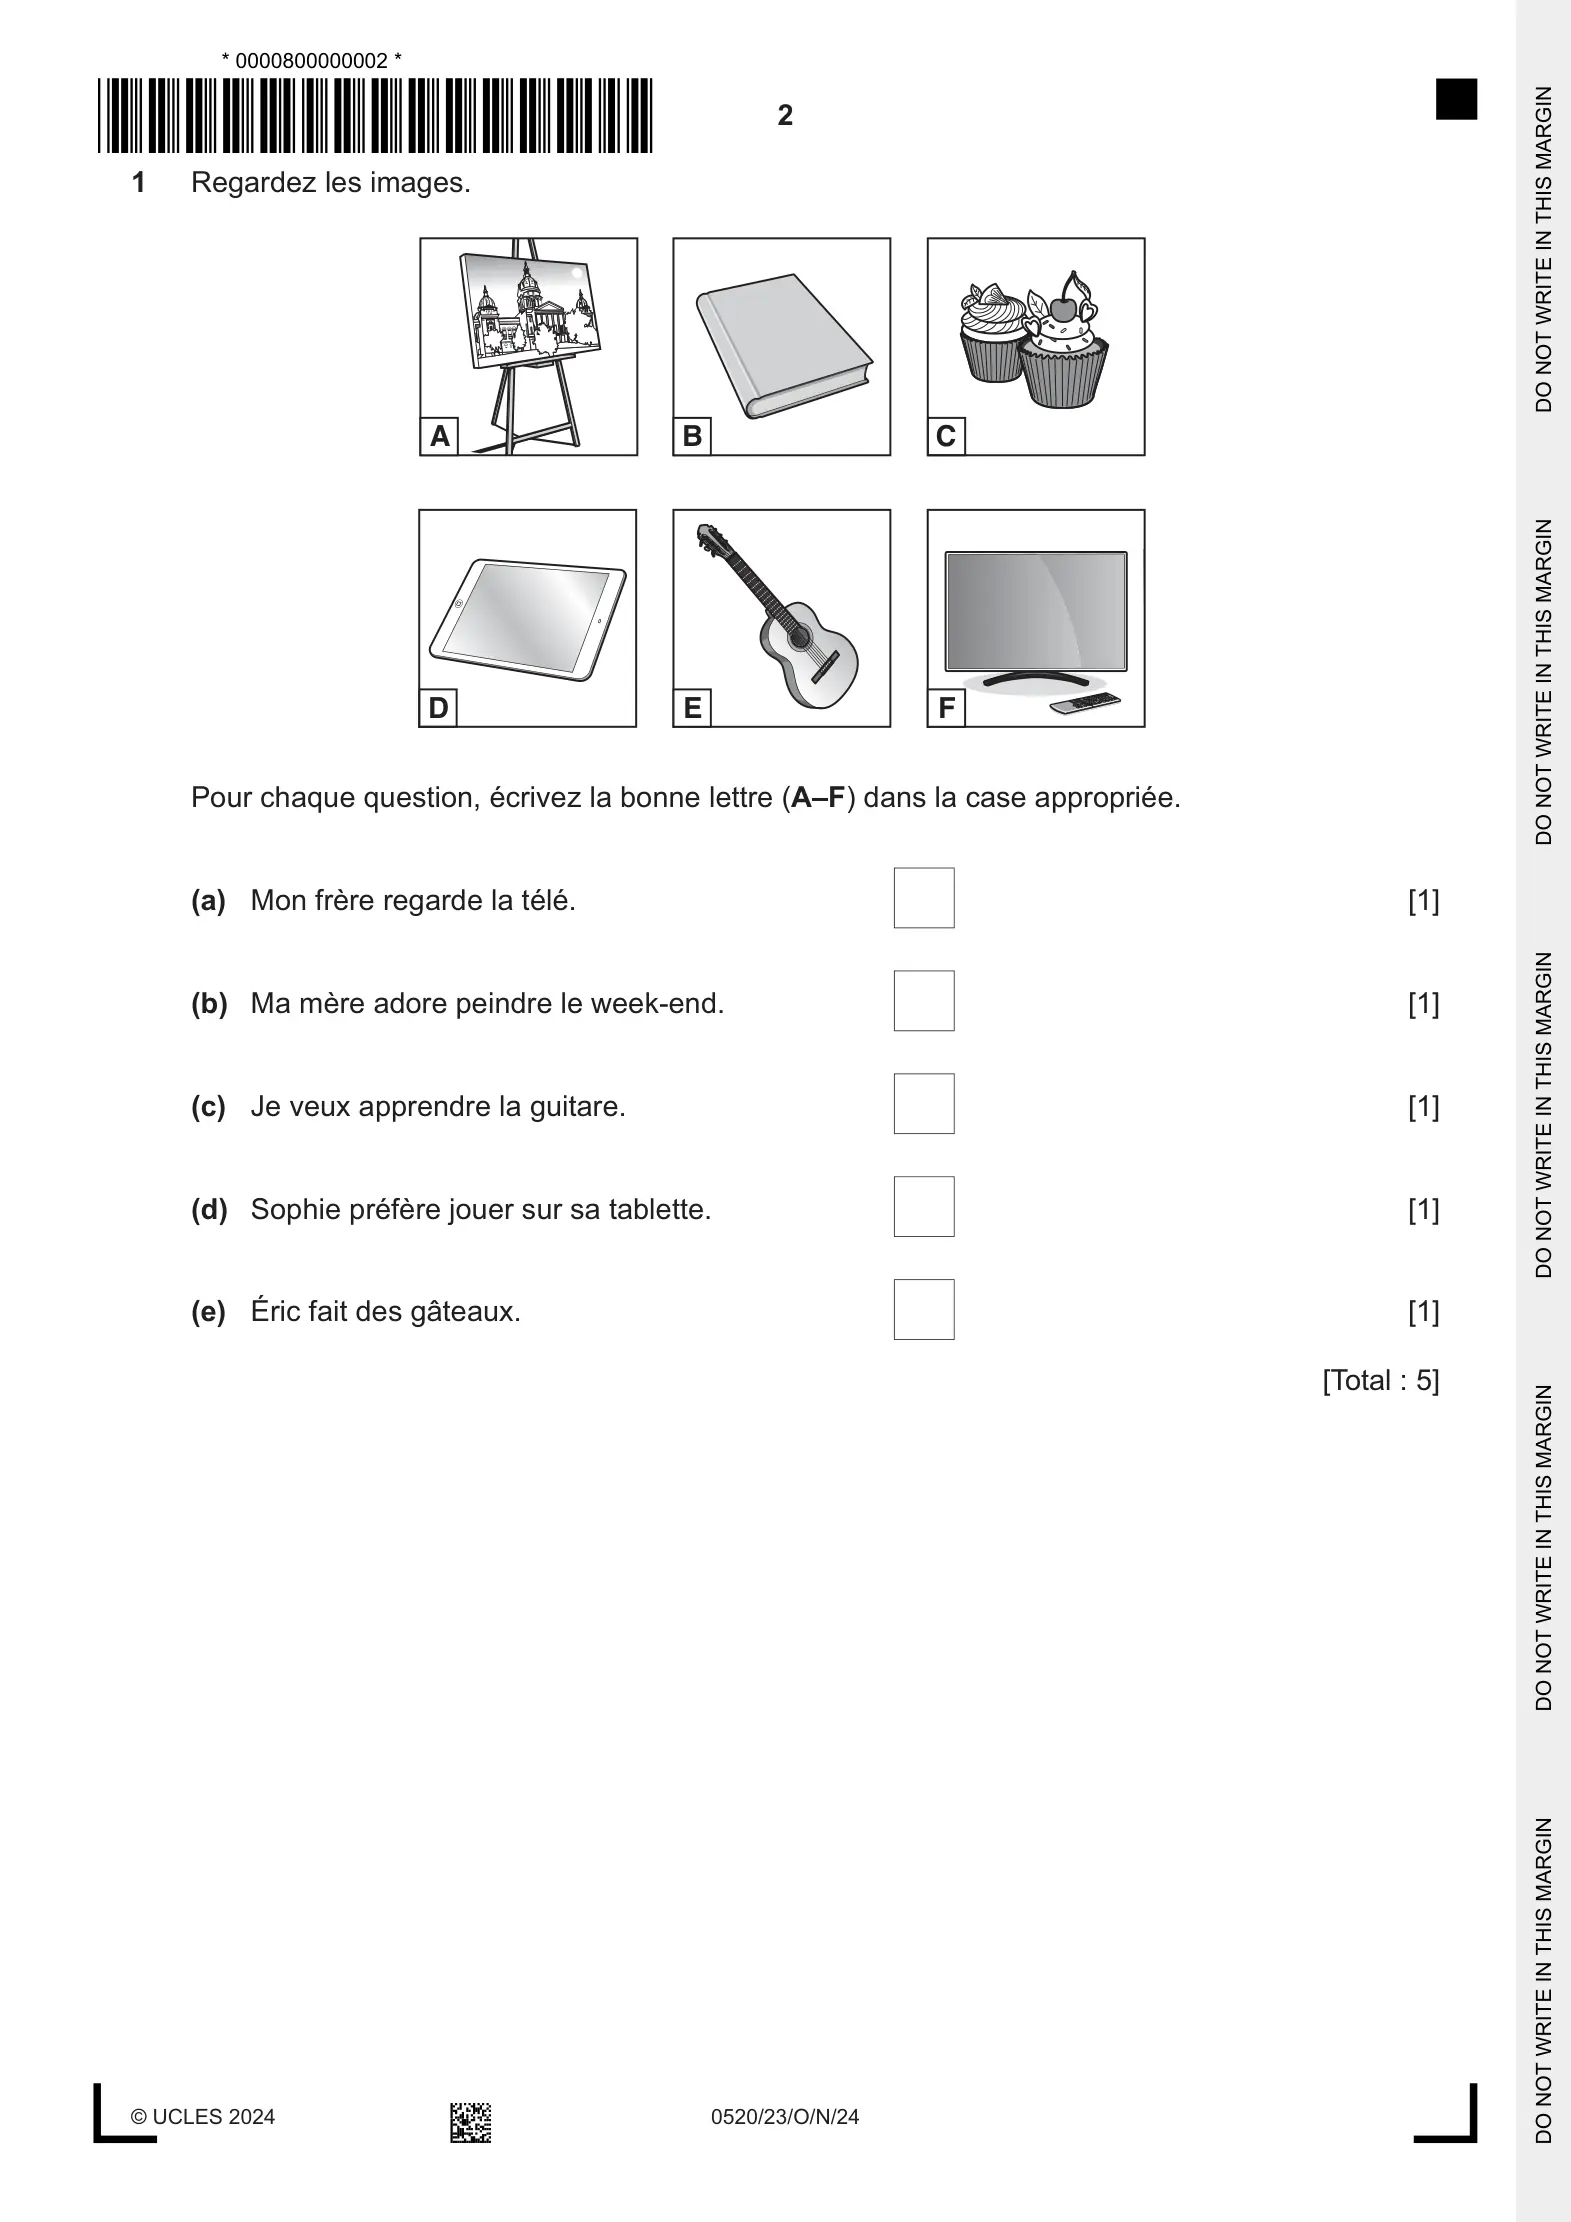 * 0000800000002 *
2
1 Regardez les images.
A
B
C
D
E
F
Pour chaque question, écrivez la bonne lettre (A–F) dans la case appropriée.
(a) Mon frère regarde la télé. [1]
(b) Ma mère adore peindre le week-end. [1]
(c) Je veux apprendre la guitare. [1]
(d) Sophie préfère jouer sur sa tablette. [1]
(e) Éric fait des gâteaux. [1]
[Total : 5]
© UCLES 2024
0520/23/O/N/24
DO NOT WRITE IN THIS MARGIN
DO NOT WRITE IN THIS MARGIN
DO NOT WRITE IN THIS MARGIN
DO NOT WRITE IN THIS MARGIN
DO NOT WRITE IN THIS MARGIN